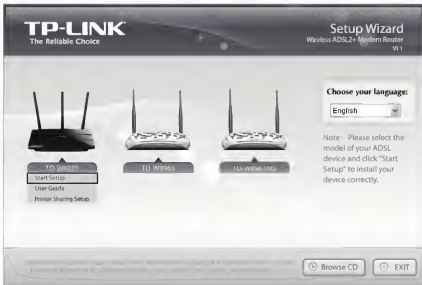 TP-LINK®
The Reliable Choice
Setup Wizard
Wireless ADSL2+ Modem Router
Choose your language:
English
Note: Please select the
model of your ADSL
device and click "Start
Setup" to install your
device correctly.
TD-W8968
TD-W8961ND
Start Setup
User Guide
Printer Sharing Setup
Browse CD
EXIT